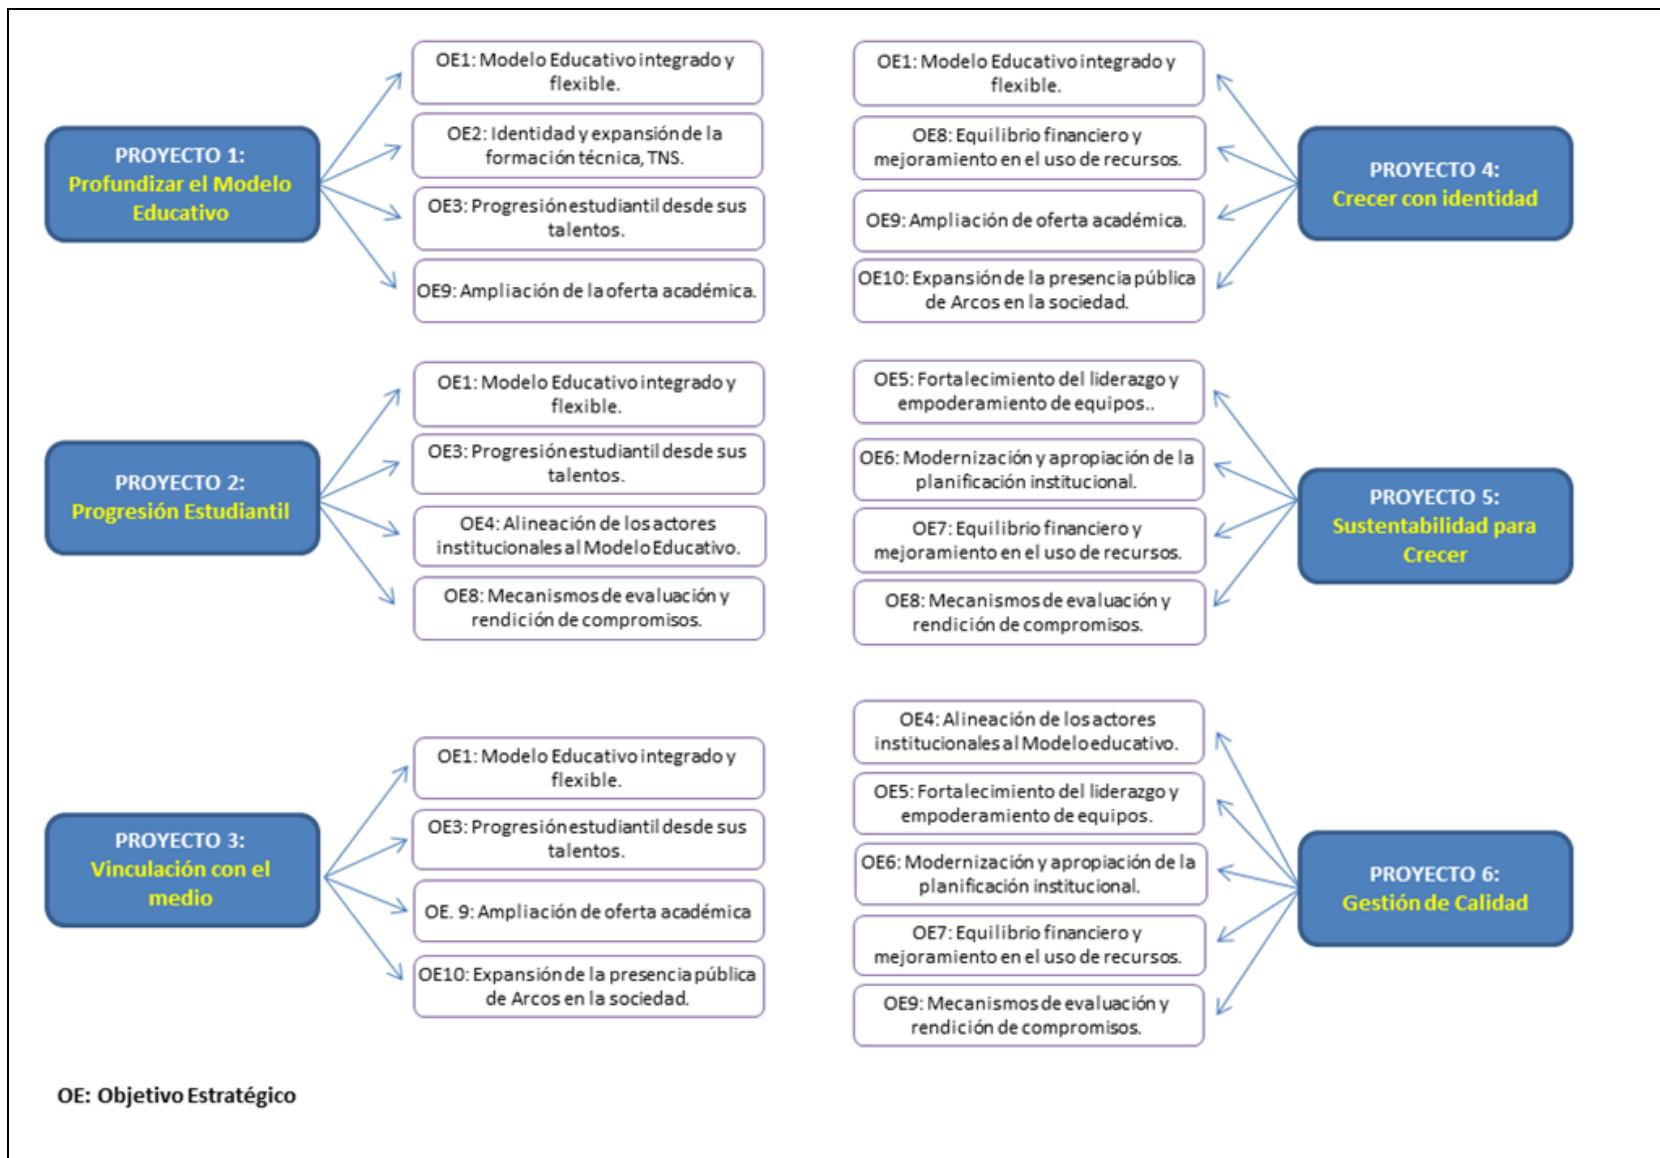 PROYECTO 1:
Profundizar el Modelo
Educativo
OE1: Modelo Educativo integrado y
flexible.
OE2: Identidad y expansión de la
formación técnica, TNS.
OE3: Progresión estudiantil desde sus
talentos.
OE9: Ampliación de la oferta académica.
PROYECTO 2:
Progresión Estudiantil
OE1: Modelo Educativo integrado y
flexible.
OE3: Progresión estudiantil desde sus
talentos.
OE4: Alineación de los actores
institucionales al Modelo Educativo.
OE8: Mecanismos de evaluación y
rendición de compromisos.
PROYECTO 3:
Vinculación con el
medio
OE1: Modelo Educativo integrado y
flexible.
OE3: Progresión estudiantil desde sus
talentos.
OE. 9: Ampliación de oferta académica
OE10: Expansión de la presencia pública
de Arcos en la sociedad.
OE1: Modelo Educativo integrado y
flexible.
OE8: Equilibrio financiero y
mejoramiento en el uso de recursos.
OE9: Ampliación de oferta académica.
OE10: Expansión de la presencia pública
de Arcos en la sociedad.
PROYECTO 4:
Crecer con identidad
OE5: Fortalecimiento del liderazgo y
empoderamiento de equipos..
OE6: Modernización y apropiación de la
planificación institucional.
OE7: Equilibrio financiero y
mejoramiento en el uso de recursos.
OE8: Mecanismos de evaluación y
rendición de compromisos.
PROYECTO 5:
Sustentabilidad para
Crecer
OE4: Alineación de los actores
institucionales al Modelo educativo.
OE5: Fortalecimiento del liderazgo y
empoderamiento de equipos.
OE6: Modernización y apropiación de la
planificación institucional.
OE7: Equilibrio financiero y
mejoramiento en el uso de recursos.
OE9: Mecanismos de evaluación y
rendición de compromisos.
PROYECTO 6:
Gestión de Calidad
OE: Objetivo Estratégico